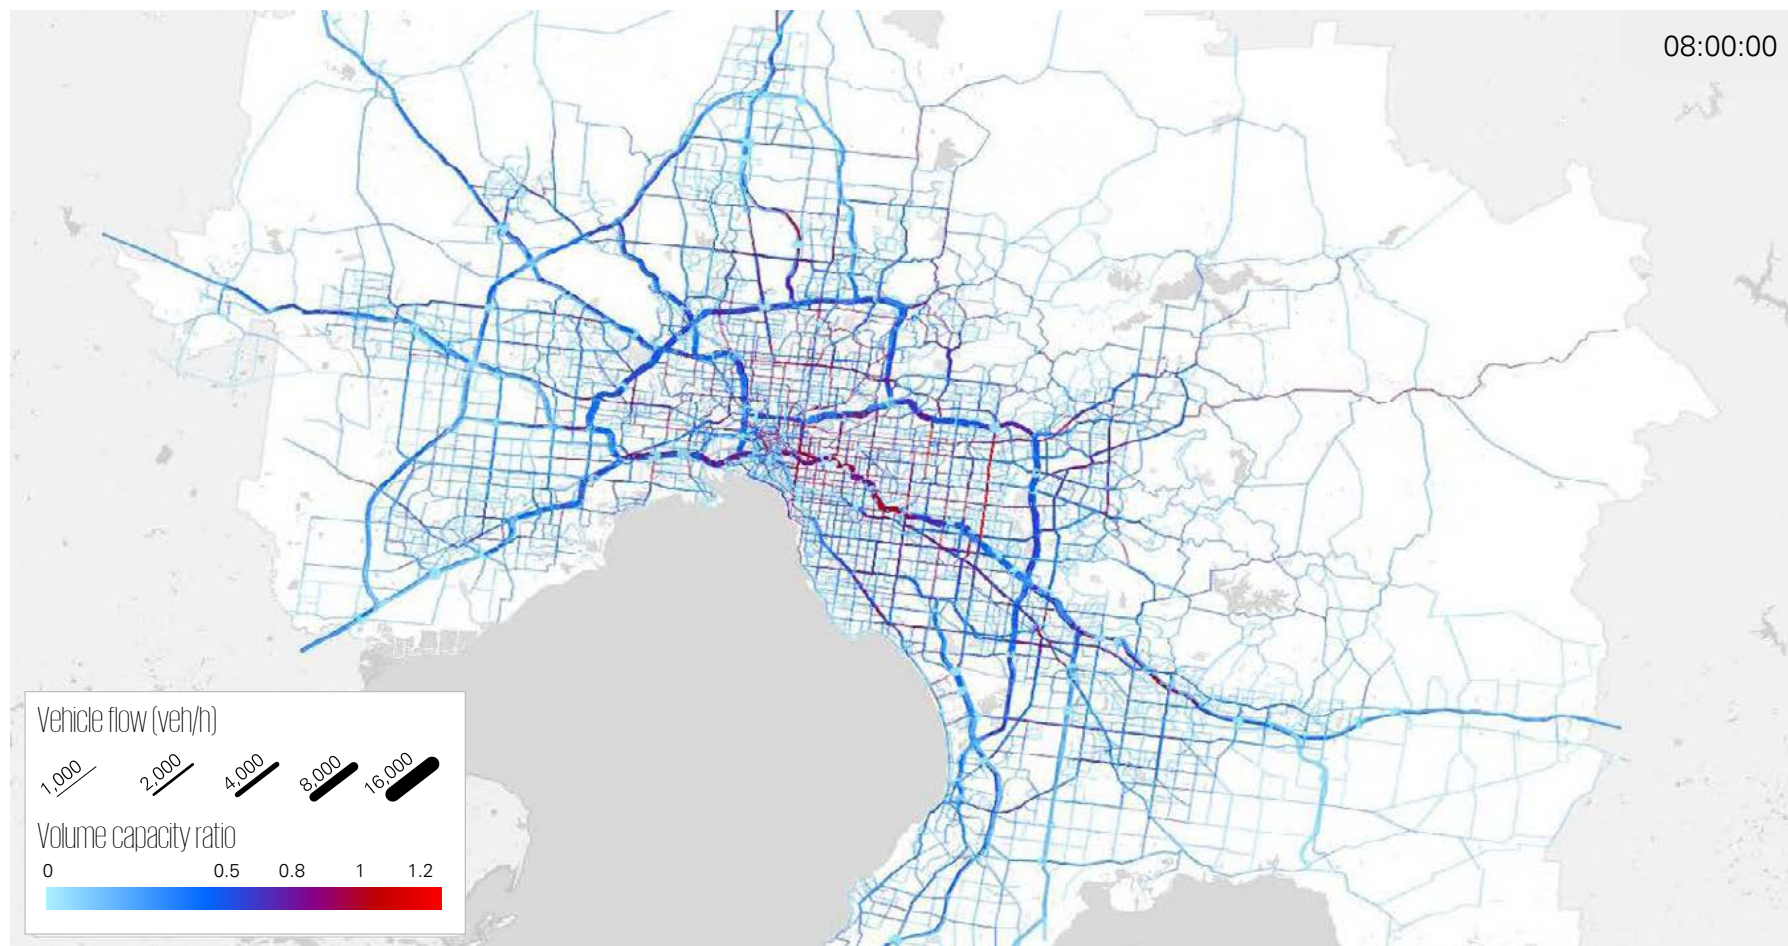 08:00:00
Vehicle flow (veh/h)
1,000 2,000 4,000 8,000 16,000
Volume capacity ratio
0 0.5 0.8 1 1.2